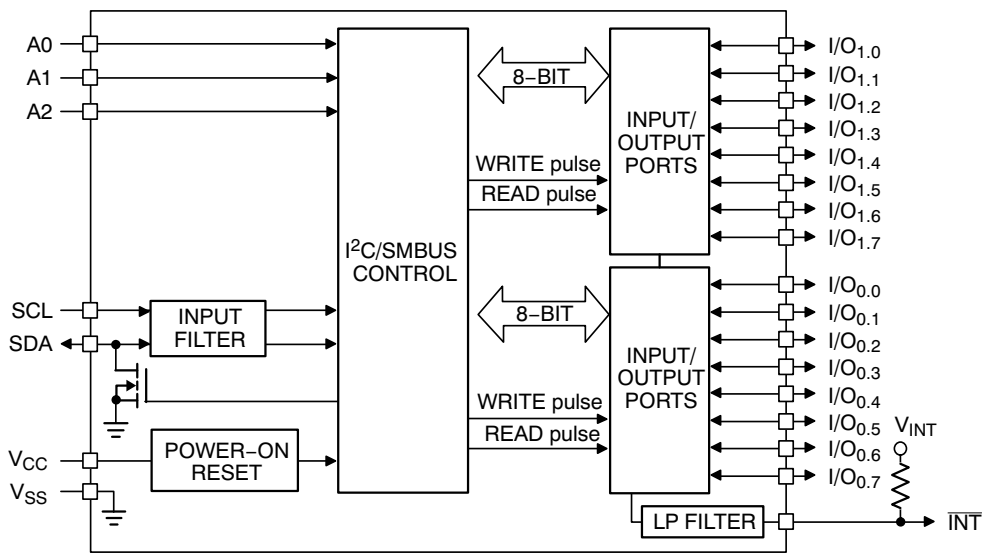 A0
A1
A2
SCL
SDA
V_CC
V_SS
INPUT
FILTER
POWER–ON
RESET
I²C/SMBUS
CONTROL
8–BIT
WRITE pulse
READ pulse
8–BIT
WRITE pulse
READ pulse
INPUT/
OUTPUT
PORTS
INPUT/
OUTPUT
PORTS
LP FILTER
I/O1.0
I/O1.1
I/O1.2
I/O1.3
I/O1.4
I/O1.5
I/O1.6
I/O1.7
I/O0.0
I/O0.1
I/O0.2
I/O0.3
I/O0.4
I/O0.5
I/O0.6
I/O0.7
V_INT
INT